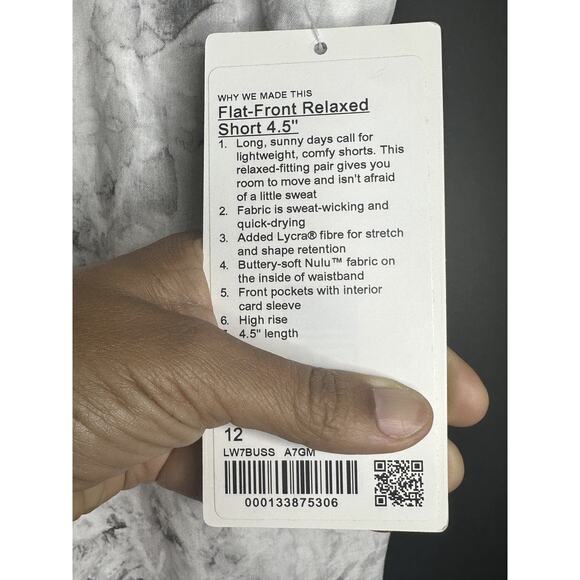 WHY WE MADE THIS
Flat-Front Relaxed
Short 4.5"
1. Long, sunny days call for
lightweight, comfy shorts. This
relaxed-fitting pair gives you
room to move and isn't afraid
of a little sweat
2. Fabric is sweat-wicking and
quick-drying
3. Added Lycra® fibre for stretch
and shape retention
4. Buttery-soft Nulu™ fabric on
the inside of waistband
5. Front pockets with interior
card sleeve
6. High rise
4.5" length
12
LW7BUSS A7GM
000133875306